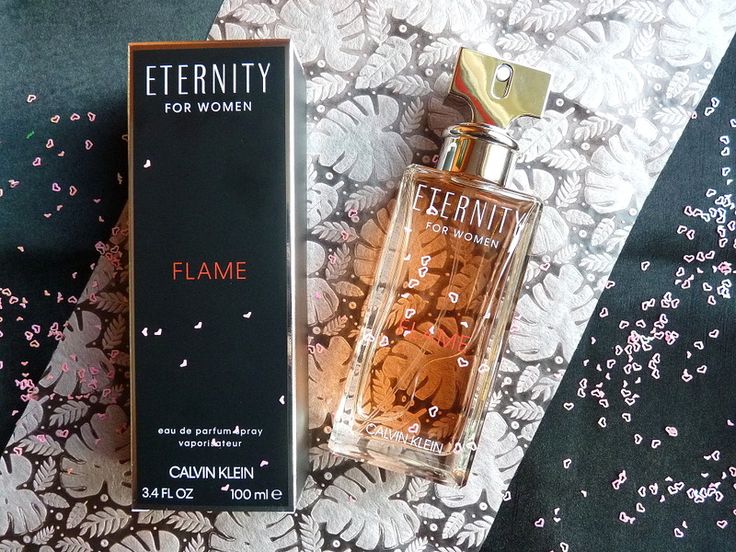 ETERNITY
FOR WOMEN
FLAME
eau de parfum spray
vaporisateur
CALVIN KLEIN
3.4 FL OZ 100 ml ℮
ETERNITY
FOR WOMEN
FLAME
CALVIN KLEIN